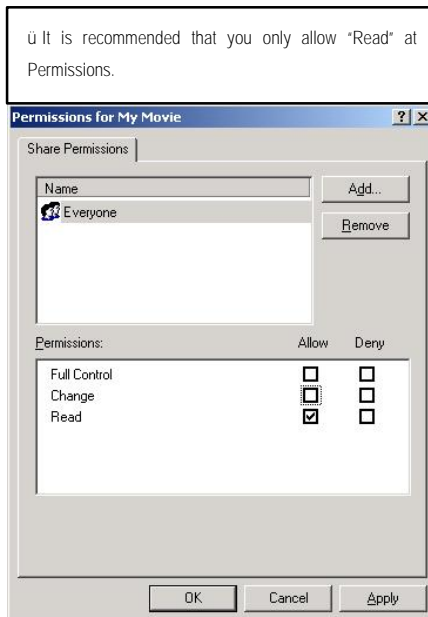 ü It is recommended that you only allow “Read” at
Permissions.
Permissions for My Movie
Share Permissions
Name
Add...
Everyone
Remove
Permissions: Allow Deny
Full Control
Change
Read
OK Cancel Apply